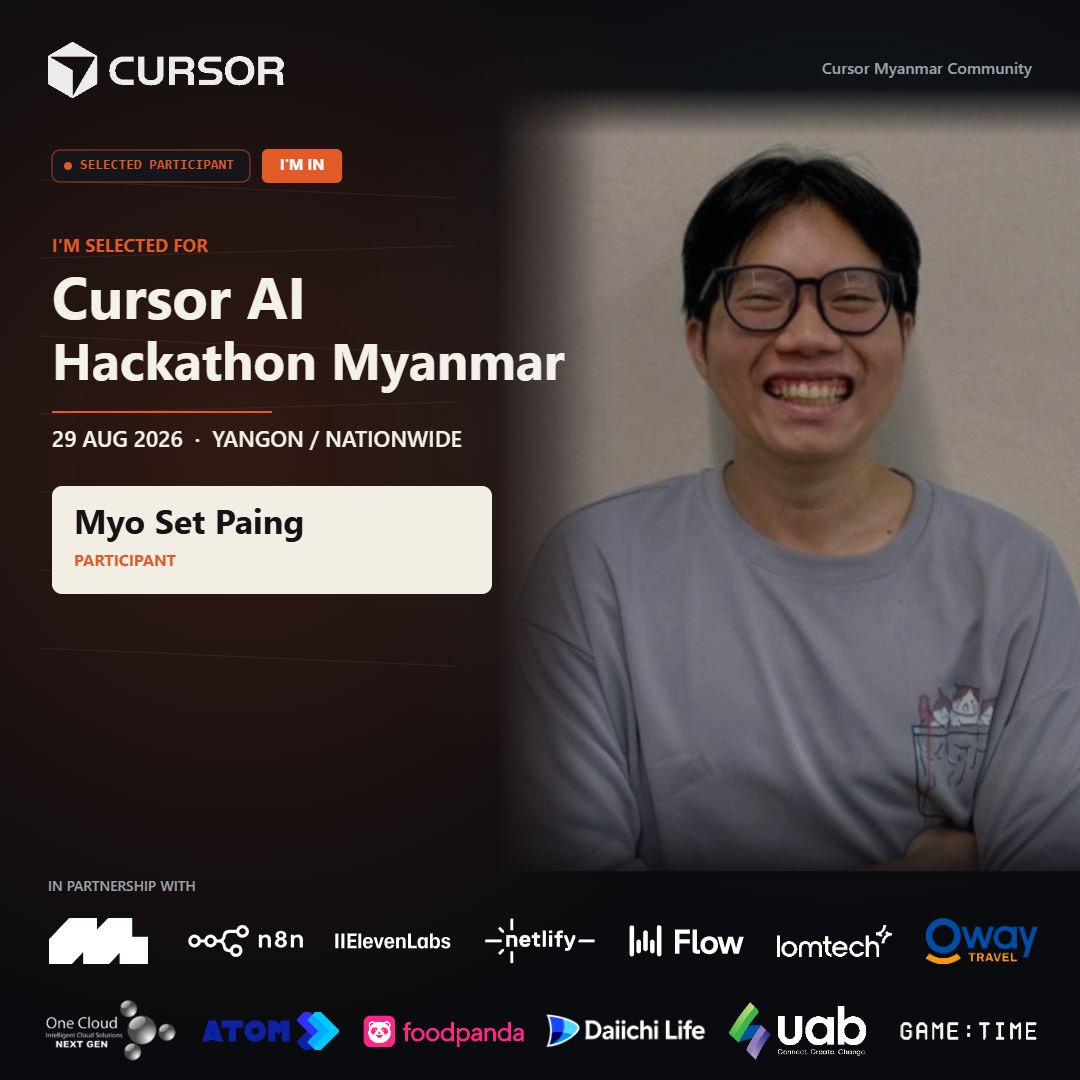 CURSOR
Cursor Myanmar Community
SELECTED PARTICIPANT
I'M IN
I'M SELECTED FOR
Cursor AI
Hackathon Myanmar
29 AUG 2026 · YANGON / NATIONWIDE
Myo Set Paing
PARTICIPANT
IN PARTNERSHIP WITH
n8n
IIElevenLabs
netlify
Flow
lomtech
Oway
TRAVEL
One Cloud
Intelligent Cloud Solutions
NEXT GEN
ATOM
foodpanda
Daiichi Life
uab
Connect. Create. Change
GAME:TIME